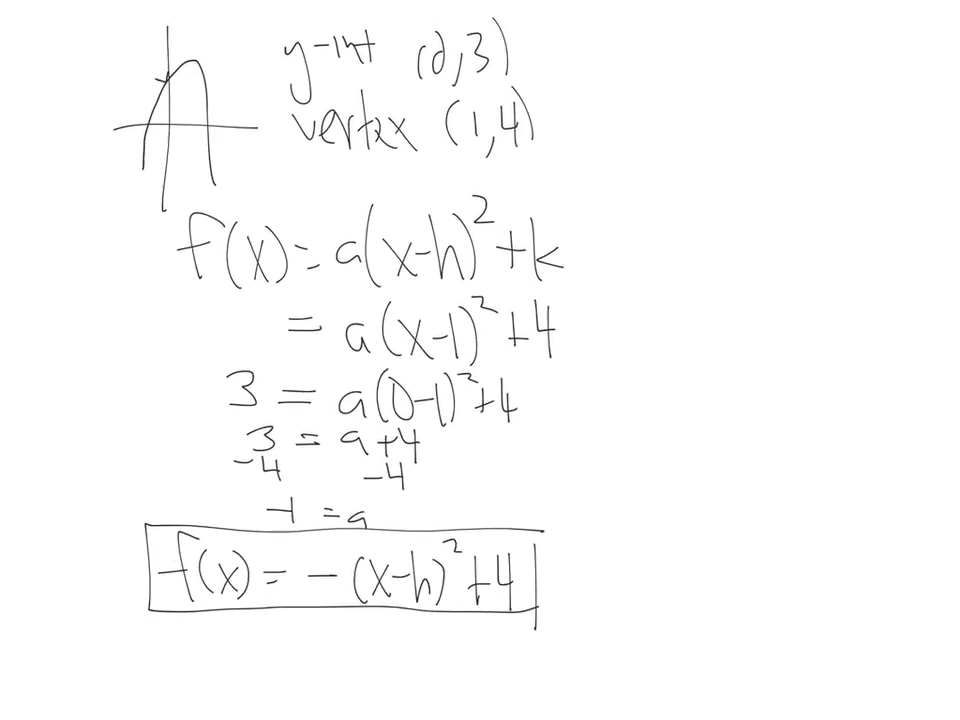 y-int (0,3)
vertex (1,4)
f(x) = a(x-h)² + k
= a(x-1)² + 4
3 = a(0-1)² + 4
3 = a + 4
-4 -4
-1 = a
f(x) = - (x-h)² + 4